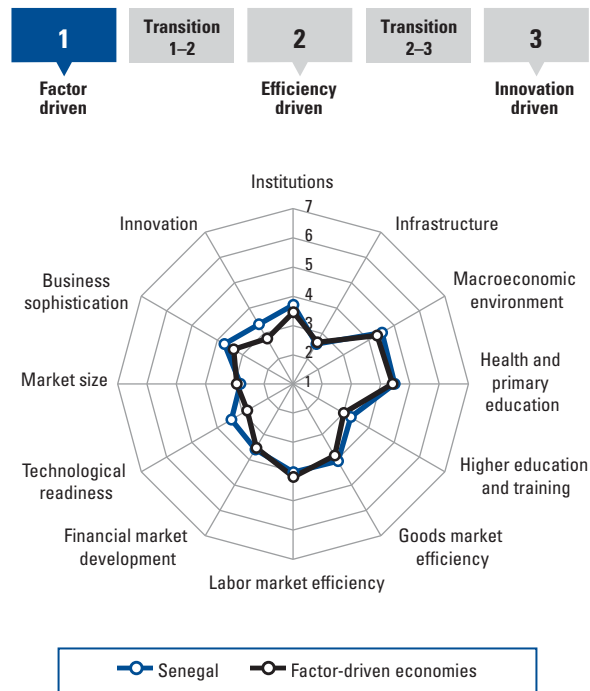 1
Transition
1–2
2
Transition
2–3
3
Factor
driven
Efficiency
driven
Innovation
driven
Institutions
Innovation
Infrastructure
Business
sophistication
Macroeconomic
environment
Market size
Health and
primary
education
Technological
readiness
Higher education
and training
Financial market
development
Goods market
efficiency
Labor market efficiency
7
6
5
4
3
2
1
Senegal
Factor-driven economies